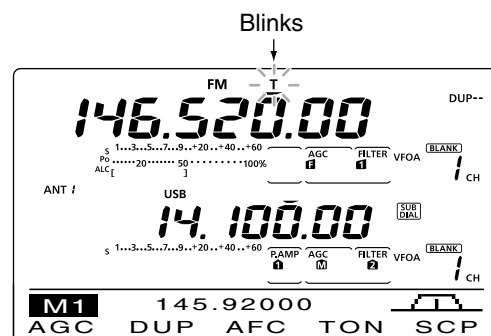 Blinks
FM T
146.520.00 DUP--
S 1...3...5...7...9..+20..+40..+60
Po ......20....... 50 ..........100%
ALC [ ]
AGC FILTER VFOA BLANK
F 1 1 CH
ANT 1
USB
14. 100.00 SUB DIAL
S 1...3...5...7...9..+20..+40..+60
P.AMP AGC FILTER VFOA BLANK
1 M 2 1 CH
M1 145.92000
AGC DUP AFC TON SCP